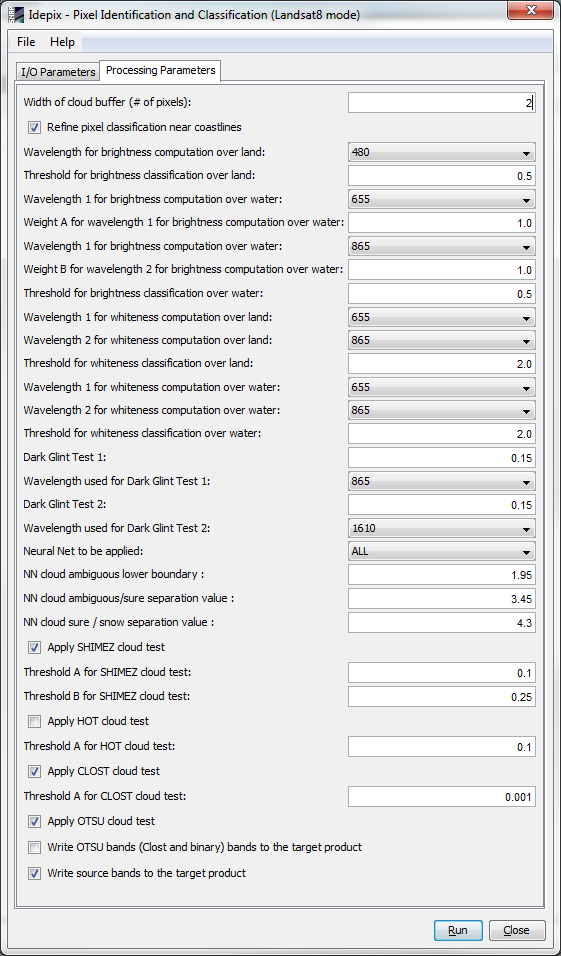 Idepix - Pixel Identification and Classification (Landsat8 mode)
File Help
I/O Parameters Processing Parameters
Width of cloud buffer (# of pixels): 2
Refine pixel classification near coastlines
Wavelength for brightness computation over land: 480
Threshold for brightness classification over land: 0.5
Wavelength 1 for brightness computation over water: 655
Weight A for wavelength 1 for brightness computation over water: 1.0
Wavelength 1 for brightness computation over water: 865
Weight B for wavelength 2 for brightness computation over water: 1.0
Threshold for brightness classification over water: 0.5
Wavelength 1 for whiteness computation over land: 655
Wavelength 2 for whiteness computation over land: 865
Threshold for whiteness classification over land: 2.0
Wavelength 1 for whiteness computation over water: 655
Wavelength 2 for whiteness computation over water: 865
Threshold for whiteness classification over water: 2.0
Dark Glint Test 1: 0.15
Wavelength used for Dark Glint Test 1: 865
Dark Glint Test 2: 0.15
Wavelength used for Dark Glint Test 2: 1610
Neural Net to be applied: ALL
NN cloud ambiguous lower boundary : 1.95
NN cloud ambiguous/sure separation value : 3.45
NN cloud sure / snow separation value : 4.3
Apply SHIMEZ cloud test
Threshold A for SHIMEZ cloud test: 0.1
Threshold B for SHIMEZ cloud test: 0.25
Apply HOT cloud test
Threshold A for HOT cloud test: 0.1
Apply CLOST cloud test
Threshold A for CLOST cloud test: 0.001
Apply OTSU cloud test
Write OTSU bands (Clost and binary) bands to the target product
Write source bands to the target product
Run Close